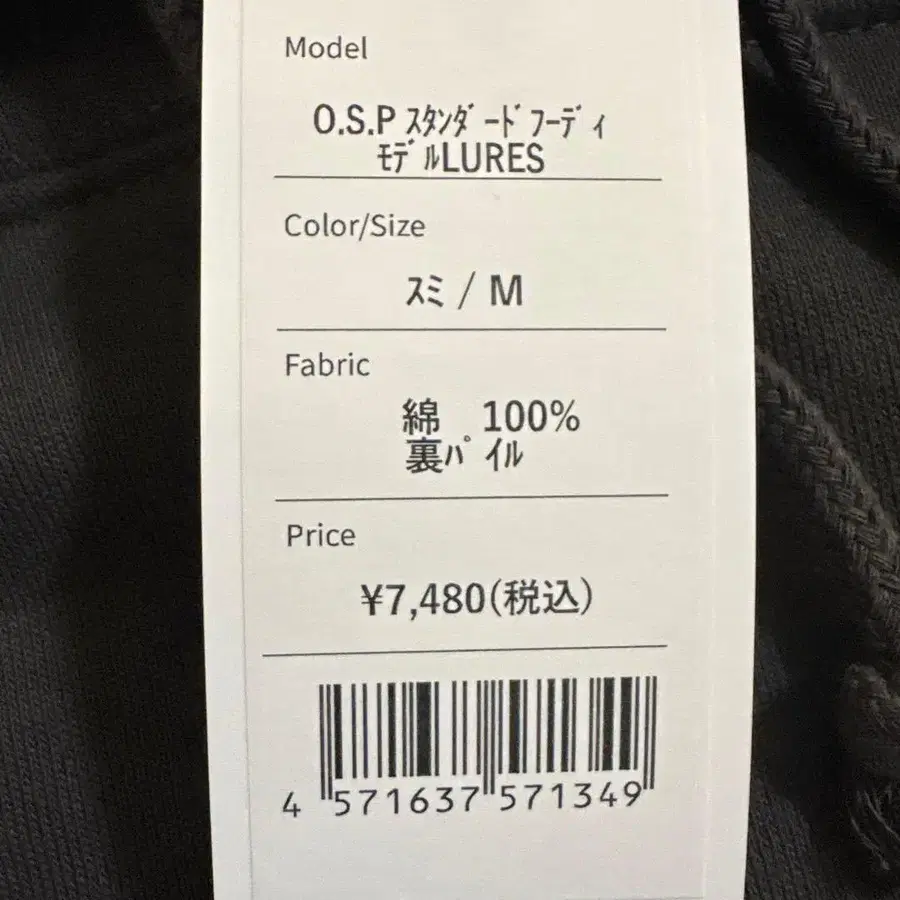 Model
O.S.P ｽﾀﾝﾀﾞｰﾄﾞﾌｰﾃﾞｨ
ﾓﾃﾞﾙLURES
Color/Size
ｽﾐ / M
Fabric
綿　100%
裏ﾊﾟｲﾙ
Price
¥7,480(税込)
4 571637 571349